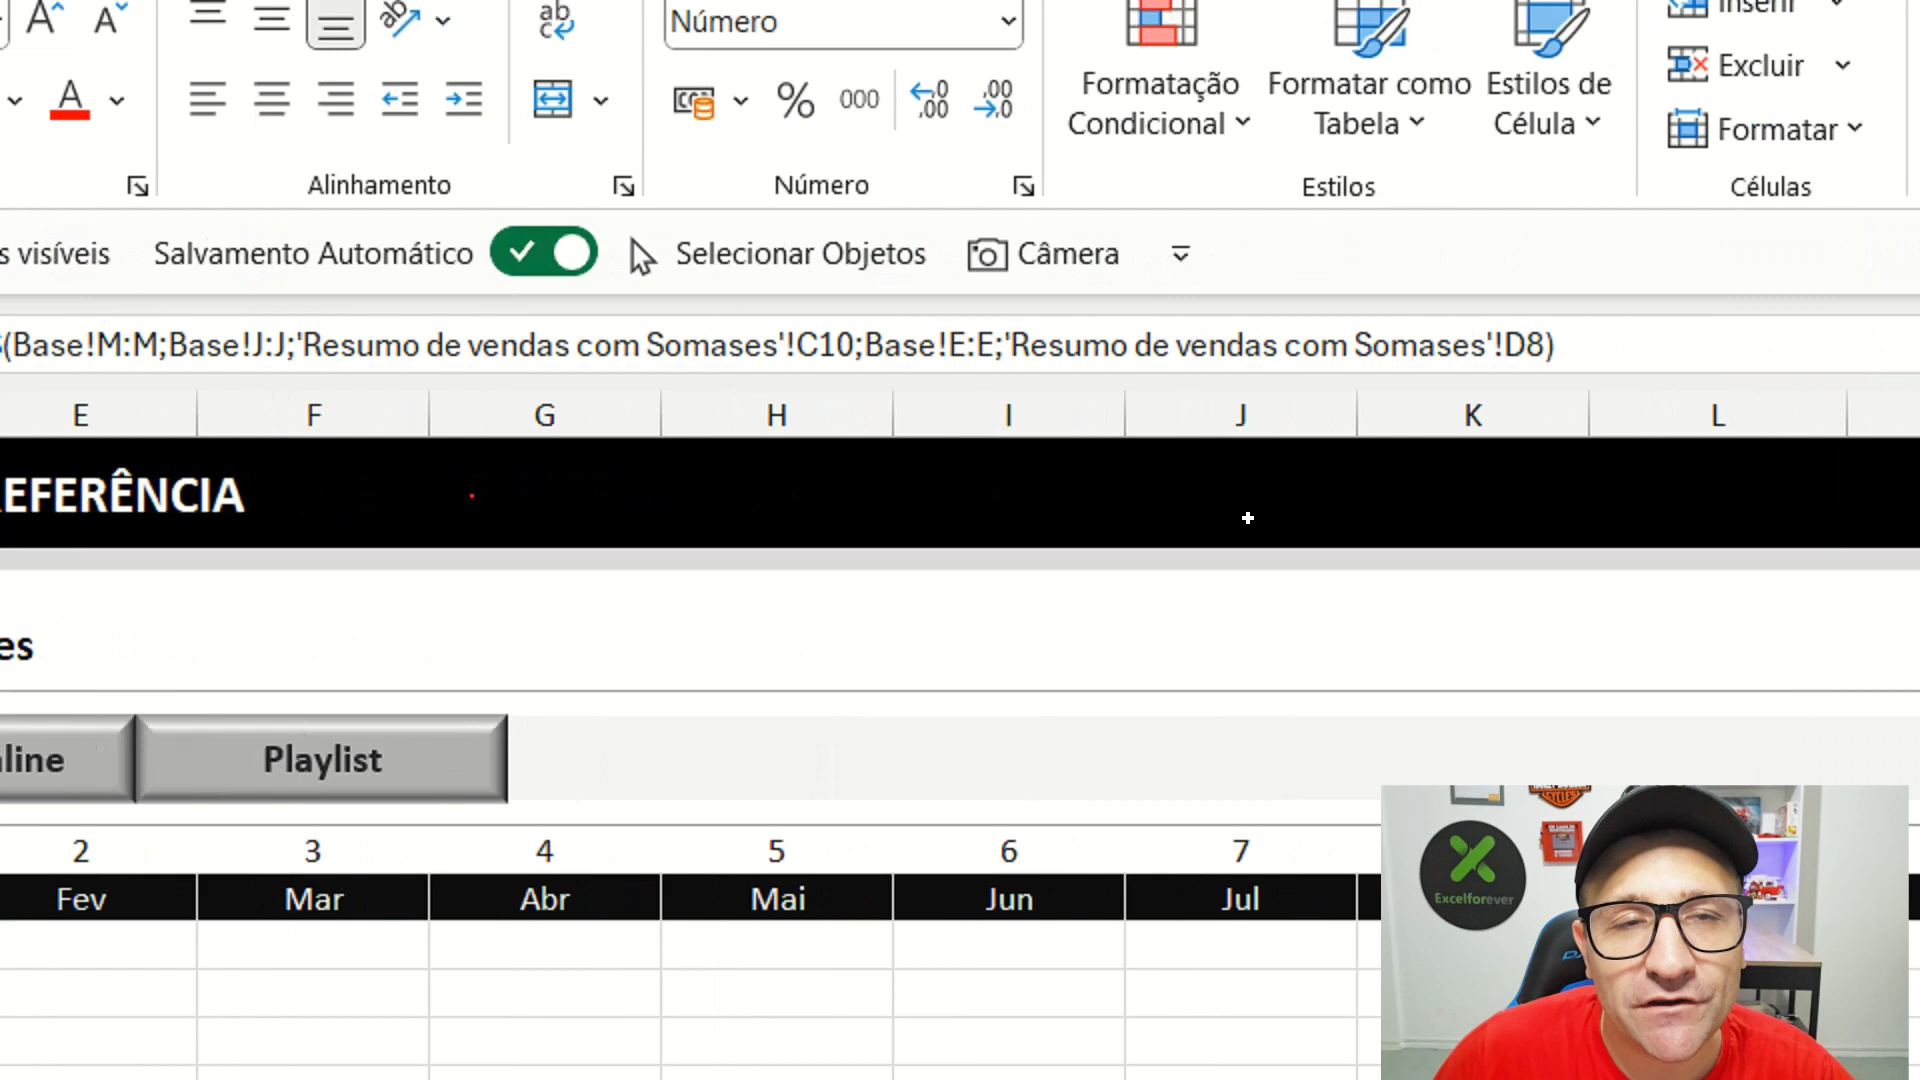 Número
Inserir
Formatação
Condicional
Formatar como
Tabela
Estilos de
Célula
Excluir
Formatar
Alinhamento
Número
Estilos
Células
s visíveis
Salvamento Automático
Selecionar Objetos
Câmera
(Base!M:M;Base!J:J;'Resumo de vendas com Somases'!C10;Base!E:E;'Resumo de vendas com Somases'!D8)
E F G H I J K L
EFERÊNCIA
es
line
Playlist
2 3 4 5 6 7
Fev Mar Abr Mai Jun Jul
Excelforever